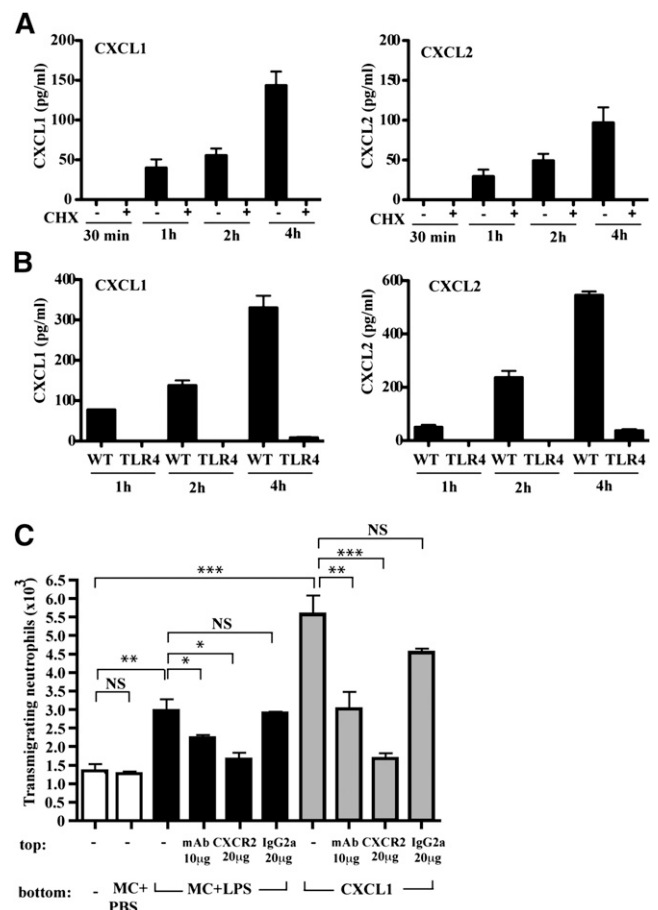 A
CXCL1
CXCL1 (pg/ml)
200
150
100
50
0
CHX - + - + - + - +
30 min 1h 2h 4h
CXCL2
CXCL2 (pg/ml)
200
150
100
50
0
- + - + - + - +
30 min 1h 2h 4h
B
CXCL1
CXCL1 (pg/ml)
400
300
200
100
0
WT TLR4 WT TLR4 WT TLR4
1h 2h 4h
CXCL2
CXCL2 (pg/ml)
600
400
200
0
WT TLR4 WT TLR4 WT TLR4
1h 2h 4h
C
Transmigrating neutrophils (x10³)
6.5
6.0
5.5
5.0
4.5
4.0
3.5
3.0
2.5
2.0
1.5
1.0
0.5
0
NS
**
*
*
NS
***
**
***
NS
top: - - - mAb CXCR2 IgG2a - mAb CXCR2 IgG2a
10µg 20µg 20µg 10µg 20µg 20µg
bottom: - MC+ MC+LPS CXCL1
PBS